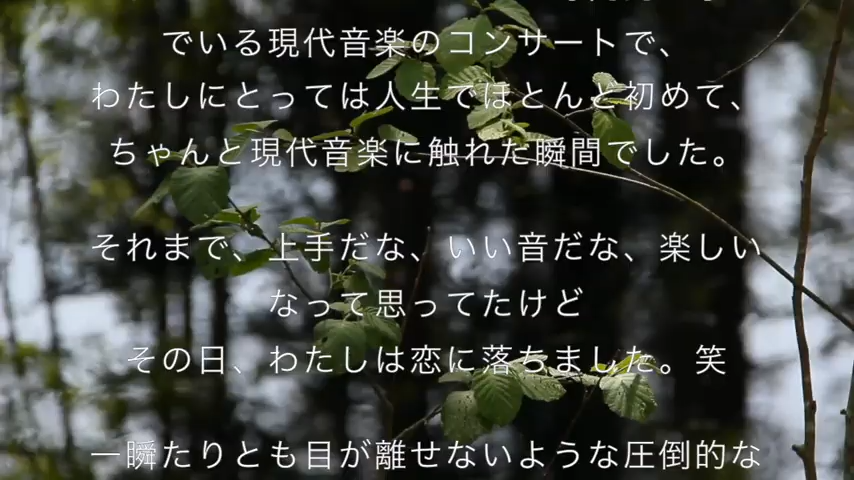 でいる現代音楽のコンサートで、
わたしにとっては人生でほとんど初めて、
ちゃんと現代音楽に触れた瞬間でした。
それまで、上手だな、いい音だな、楽しい
なって思ってたけど
その日、わたしは恋に落ちました。笑
一瞬たりとも目が離せないような圧倒的な